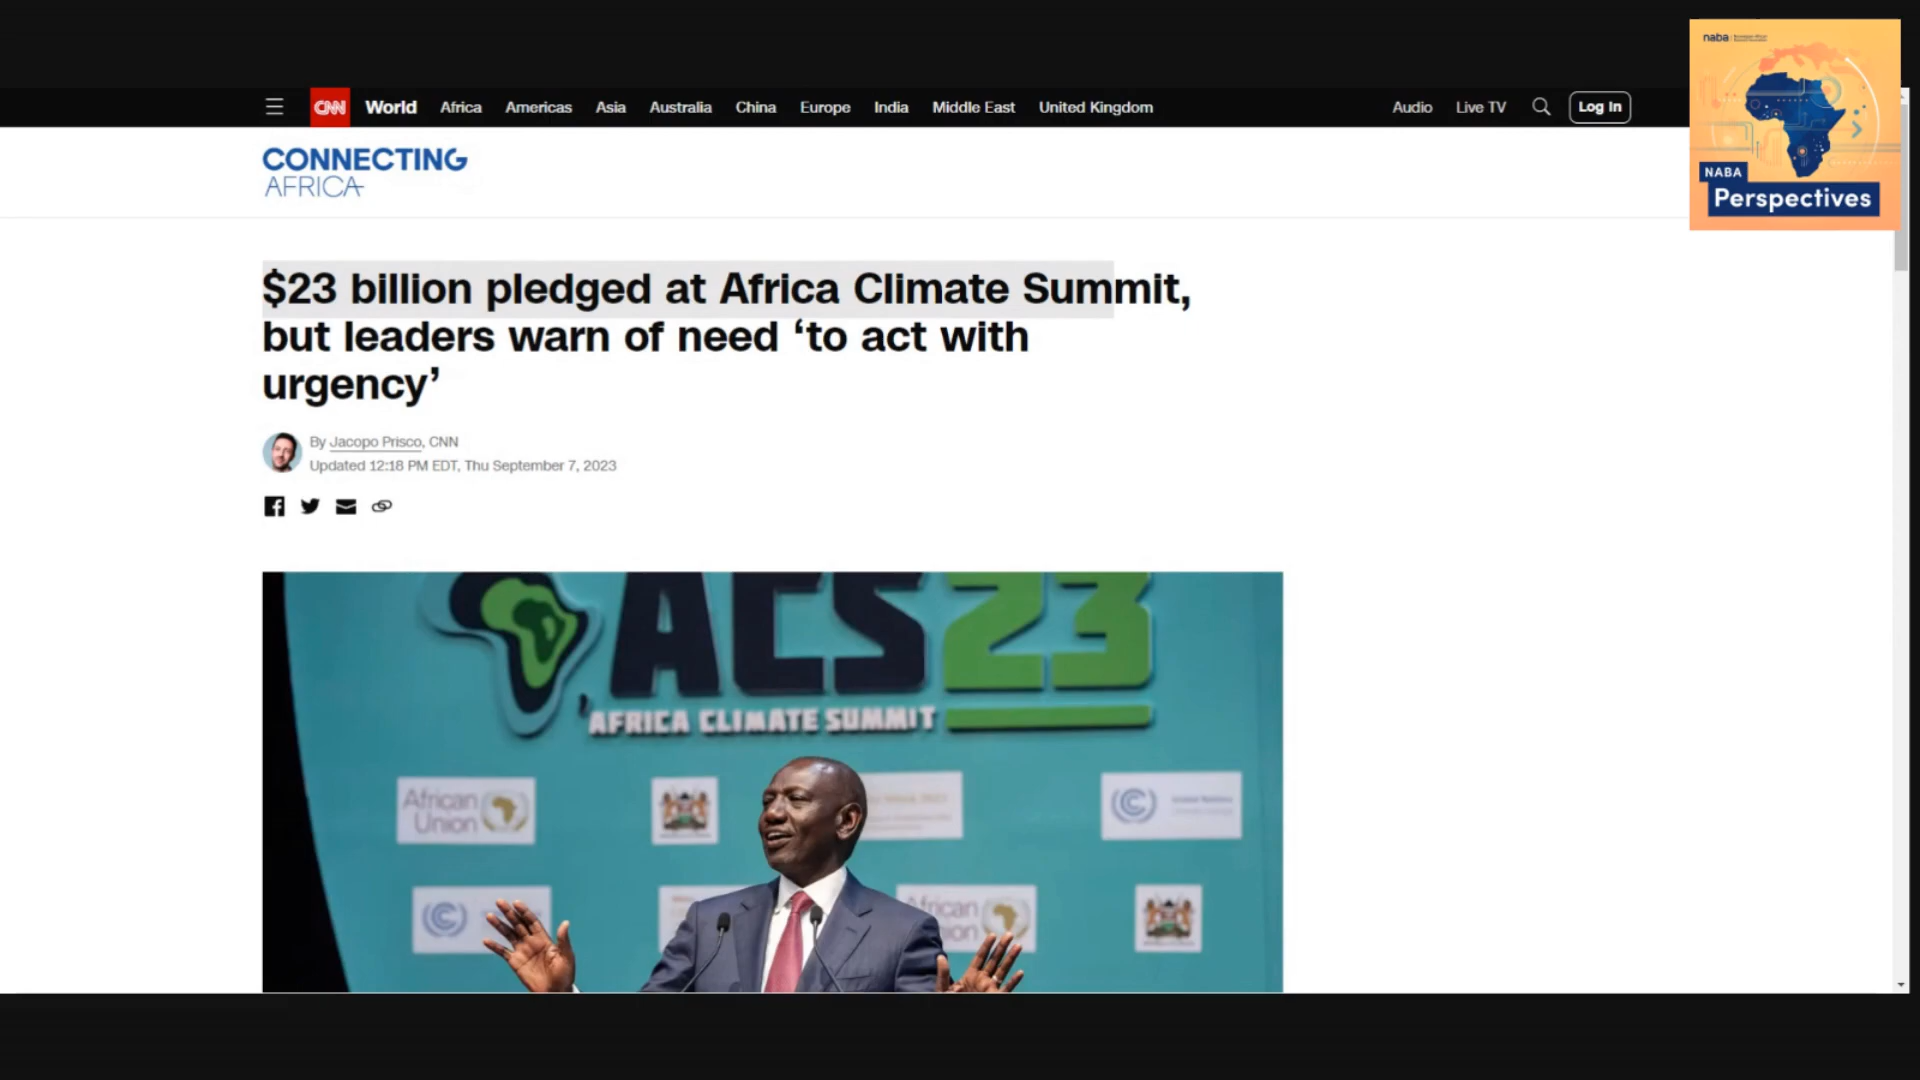 naba
CNN World Africa Americas Asia Australia China Europe India Middle East United Kingdom Audio Live TV Log In
NABA
Perspectives
CONNECTING
AFRICA
$23 billion pledged at Africa Climate Summit,
but leaders warn of need ‘to act with
urgency’
By Jacopo Prisco, CNN
Updated 12:18 PM EDT, Thu September 7, 2023
ACS23
AFRICA CLIMATE SUMMIT
African
Union
African